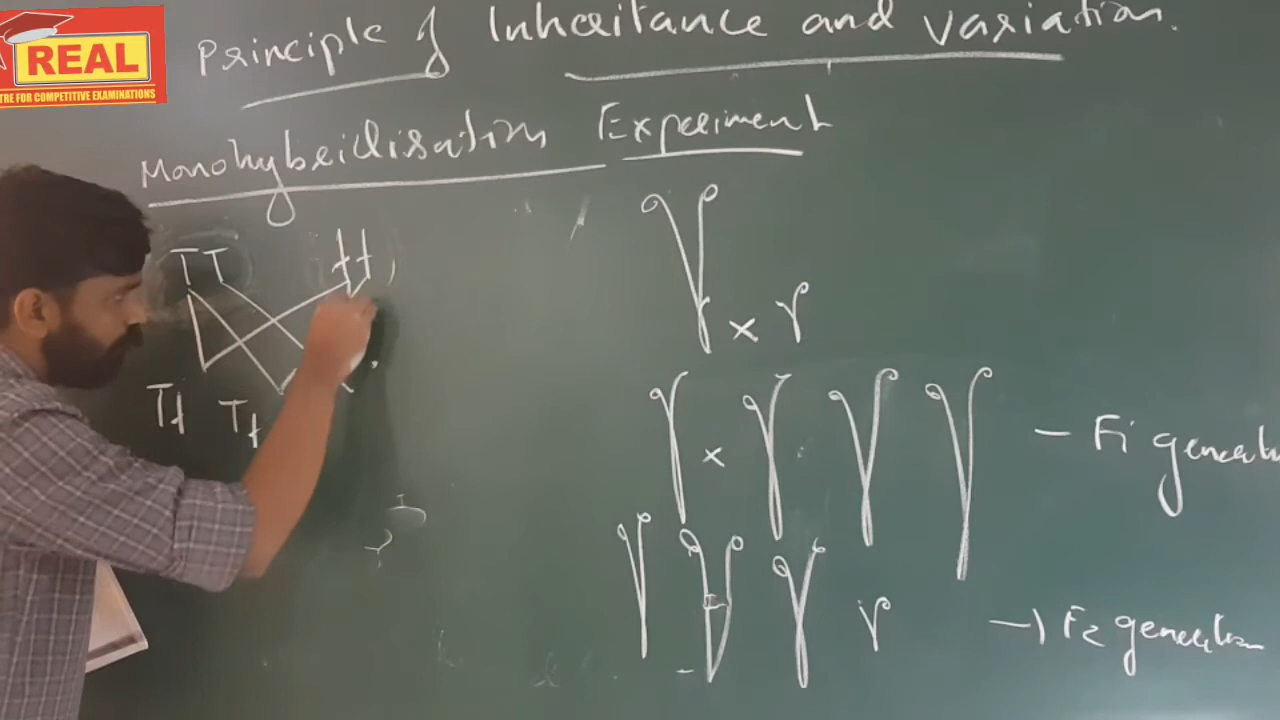 REAL
TRE FOR COMPETITIVE EXAMINATIONS
Principle of Inheritance and variation.
Monohybridisation Experiment
TT tt
Tt Tt
×
× - F1 generation
→ F2 generation